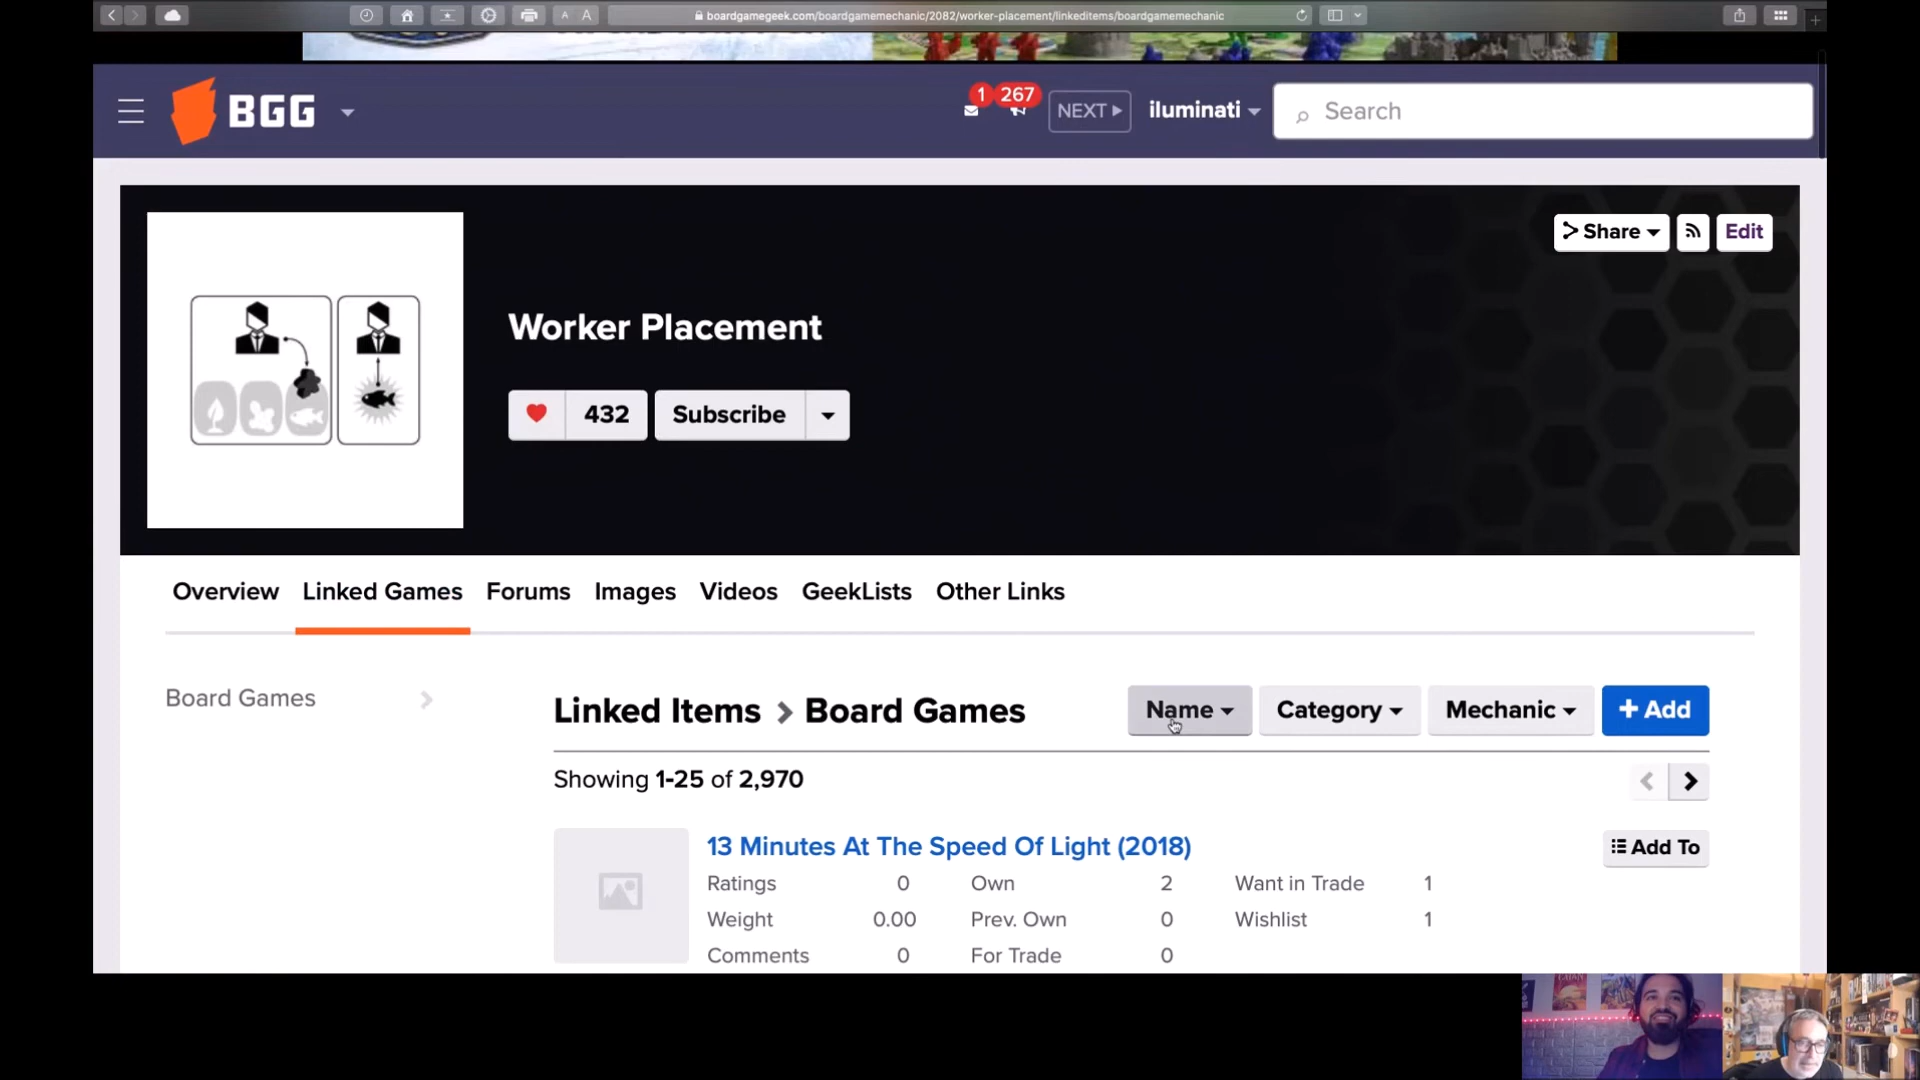 boardgamegeek.com/boardgamemechanic/2082/worker-placement/linkeditems/boardgamemechanic
A A
BGG
1 267
NEXT
iluminati
Search
Share
Edit
Worker Placement
432
Subscribe
Overview
Linked Games
Forums
Images
Videos
GeekLists
Other Links
Board Games
Linked Items > Board Games
Name
Category
Mechanic
+ Add
Showing 1-25 of 2,970
13 Minutes At The Speed Of Light (2018)
Add To
Ratings 0 Own 2 Want in Trade 1
Weight 0.00 Prev. Own 0 Wishlist 1
Comments 0 For Trade 0